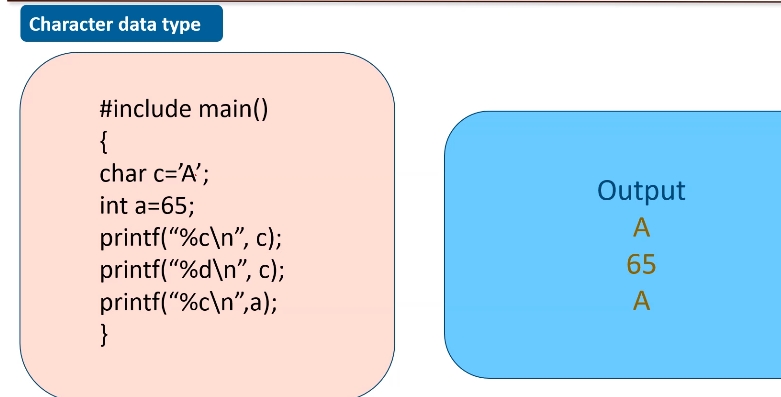 Character data type
#include main()
{
char c=’A’;
int a=65;
printf(“%c\n”, c);
printf(“%d\n”, c);
printf(“%c\n”,a);
}
Output
A
65
A